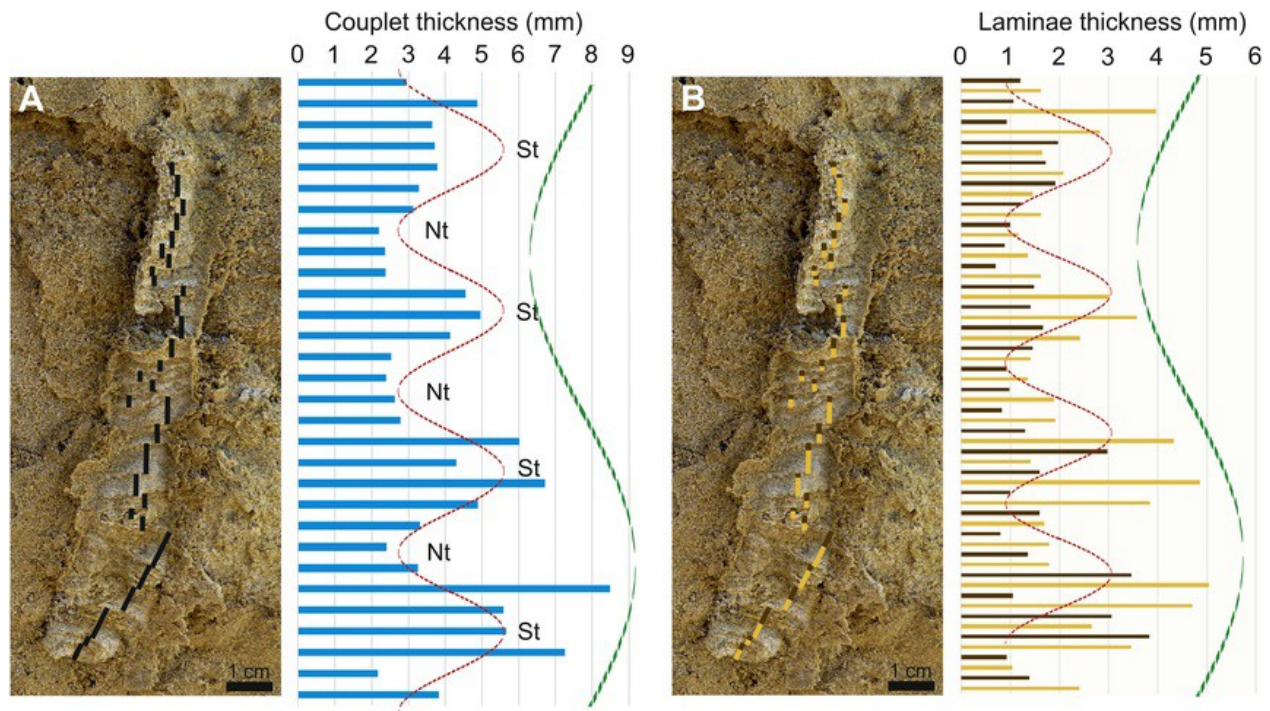 Couplet thickness (mm)
0 1 2 3 4 5 6 7 8 9
A
St
Nt
St
Nt
St
Nt
St
1 cm
Laminae thickness (mm)
0 1 2 3 4 5 6
B
1 cm